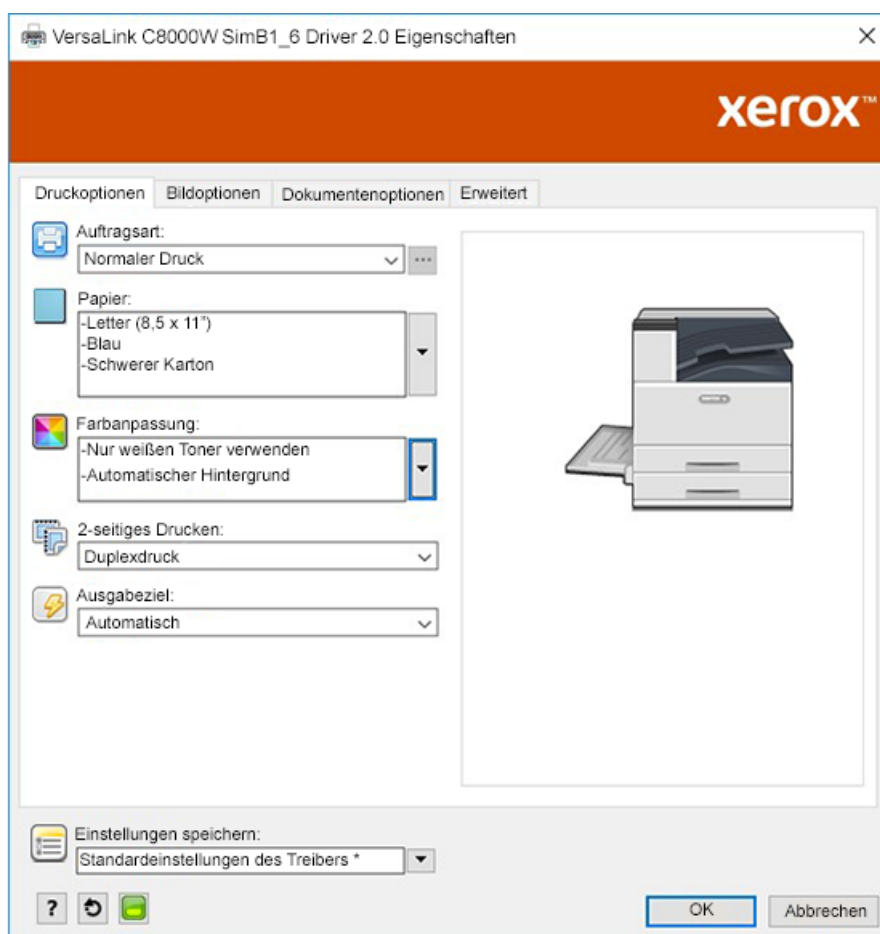 VersaLink C8000W SimB1_6 Driver 2.0 Eigenschaften
xerox™
Druckoptionen Bildoptionen Dokumentenoptionen Erweitert
Auftragsart:
Normaler Druck
Papier:
-Letter (8,5 x 11”)
-Blau
-Schwerer Karton
Farbanpassung:
-Nur weißen Toner verwenden
-Automatischer Hintergrund
2-seitiges Drucken:
Duplexdruck
Ausgabeziel:
Automatisch
Einstellungen speichern:
Standardeinstellungen des Treibers *
?
OK Abbrechen